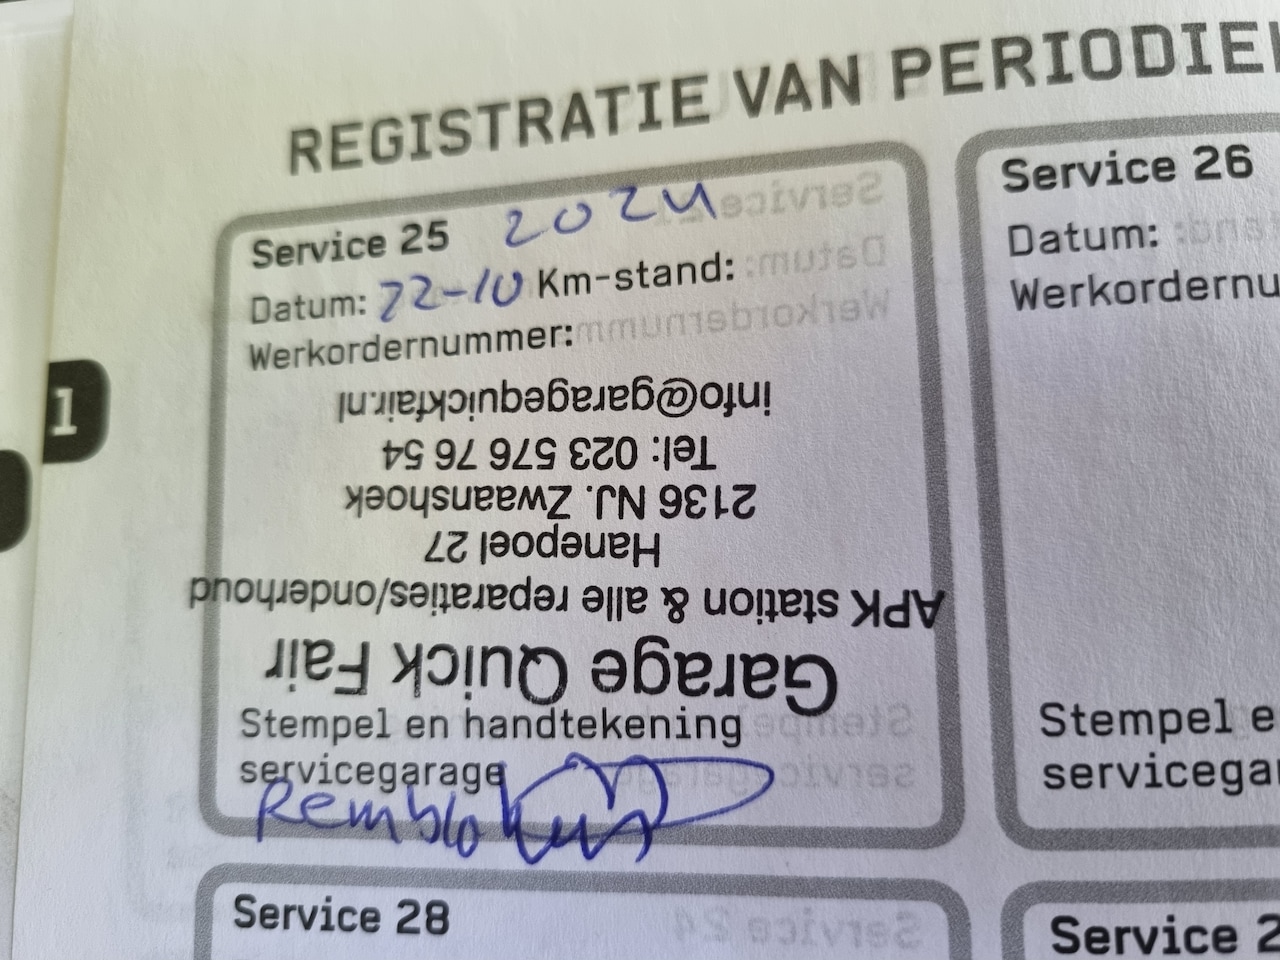 REGISTRATIE VAN PERIODIE
Service 25 2024
Datum: 22-10 Km-stand:
Werkordernummer:
Garage Quick Fair
APK station & alle reparaties/onderhoud
Hanepoel 27
2136 NJ. Zwaanshoek
Tel: 023 576 76 54
info@garagequickfair.nl
Stempel en handtekening
servicegarage
Remblokken
Service 26
Datum:
Werkordernu
Stempel e
servicega
1
Service 28
Service 2